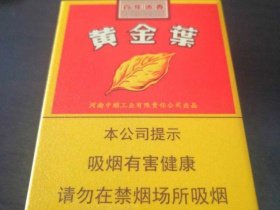 黄金葉
河南中烟工业有限责任公司出品
本公司提示
吸烟有害健康
请勿在禁烟场所吸烟